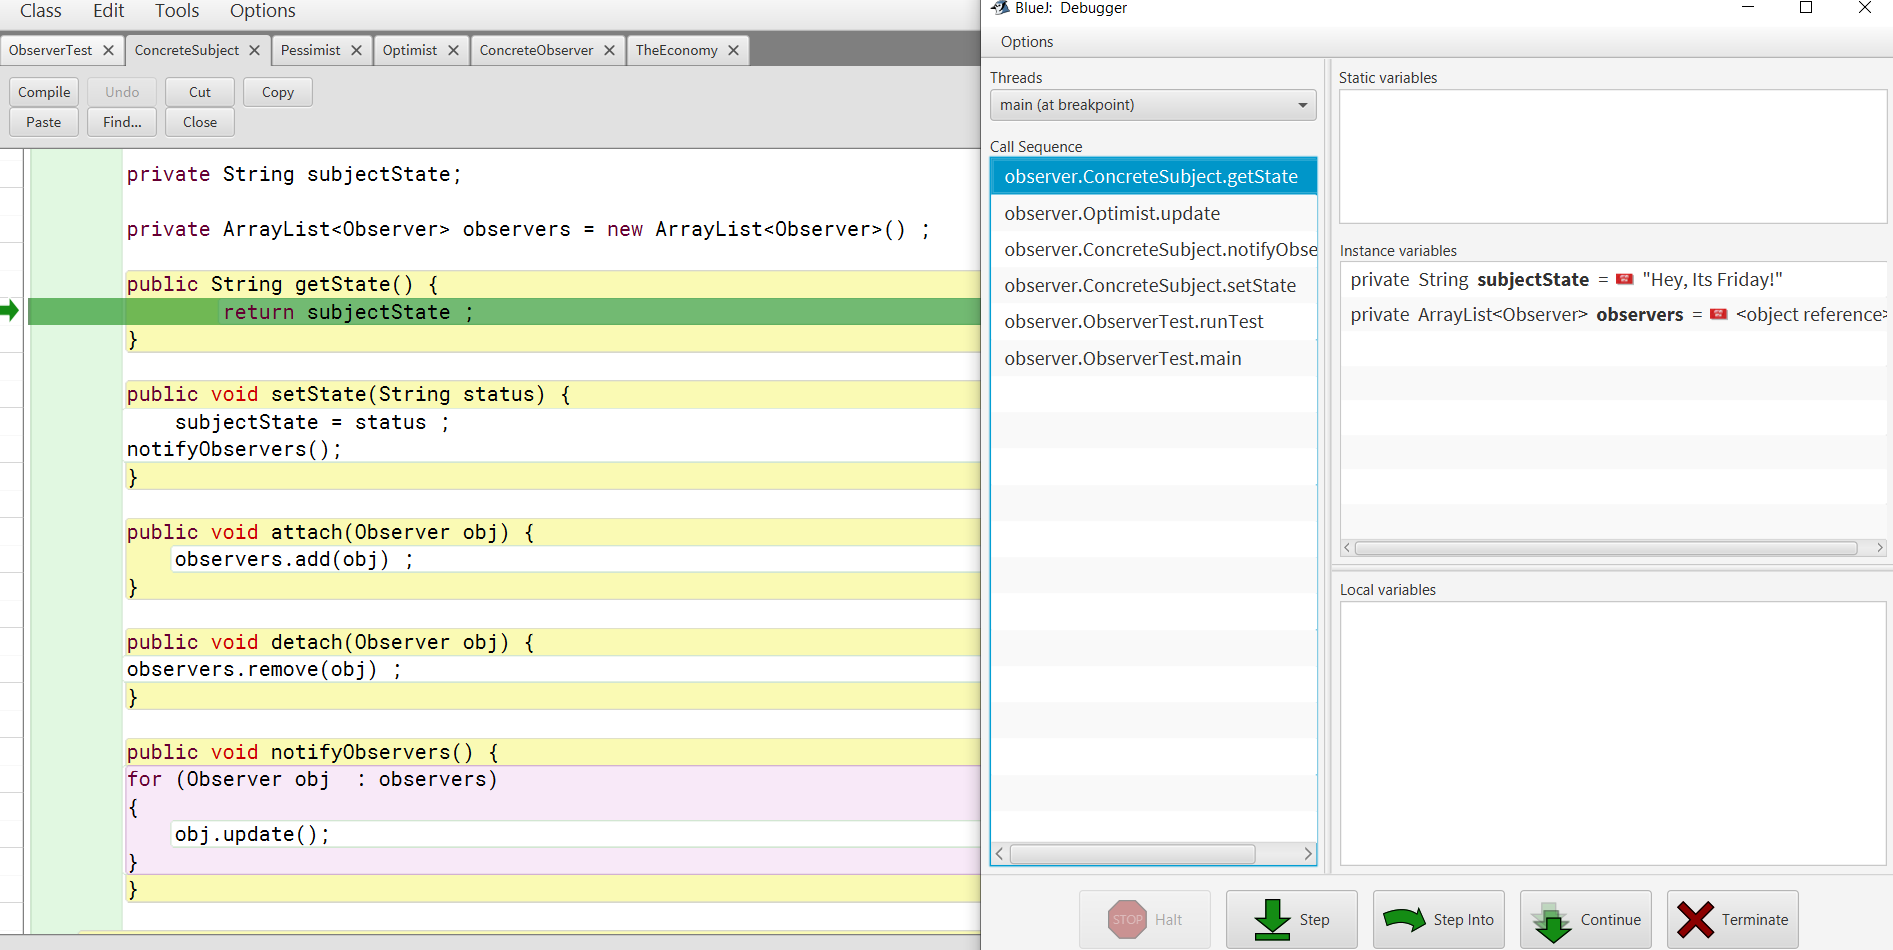 Class Edit Tools Options
ObserverTest ConcreteSubject Pessimist Optimist ConcreteObserver TheEconomy
Compile Undo Cut Copy
Paste Find... Close
private String subjectState;
private ArrayList<Observer> observers = new ArrayList<Observer>() ;
public String getState() {
return subjectState ;
}
public void setState(String status) {
subjectState = status ;
notifyObservers();
}
public void attach(Observer obj) {
observers.add(obj) ;
}
public void detach(Observer obj) {
observers.remove(obj) ;
}
public void notifyObservers() {
for (Observer obj  : observers)
{
obj.update();
}
}
BlueJ: Debugger
Options
Threads
main (at breakpoint)
Call Sequence
observer.ConcreteSubject.getState
observer.Optimist.update
observer.ConcreteSubject.notifyObse
observer.ConcreteSubject.setState
observer.ObserverTest.runTest
observer.ObserverTest.main
Static variables
Instance variables
private String subjectState = "Hey, Its Friday!"
private ArrayList<Observer> observers = <object reference>
Local variables
STOP Halt Step Step Into Continue Terminate